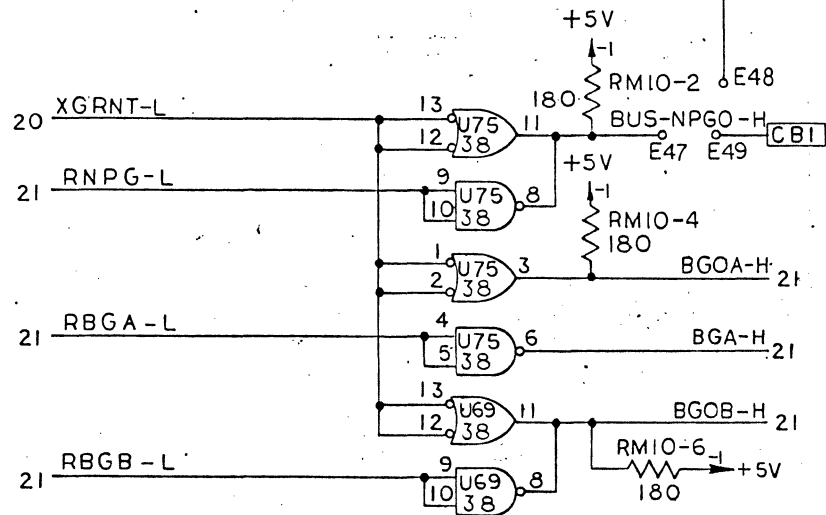 +5V
-1
RM10-2
E48
180
20 XGRNT-L
13
12
U75
38
11
BUS-NPGO-H
CB1
E47 E49
+5V
-1
21 RNPG-L
9
10
U75
38
8
RM10-4
180
1
2
U75
38
3
BGOA-H
21
21 RBGA-L
4
5
U75
38
6
BGA-H
21
13
12
U69
38
11
BGOB-H
21
21 RBGB-L
9
10
U69
38
8
RM10-6
-1
+5V
180